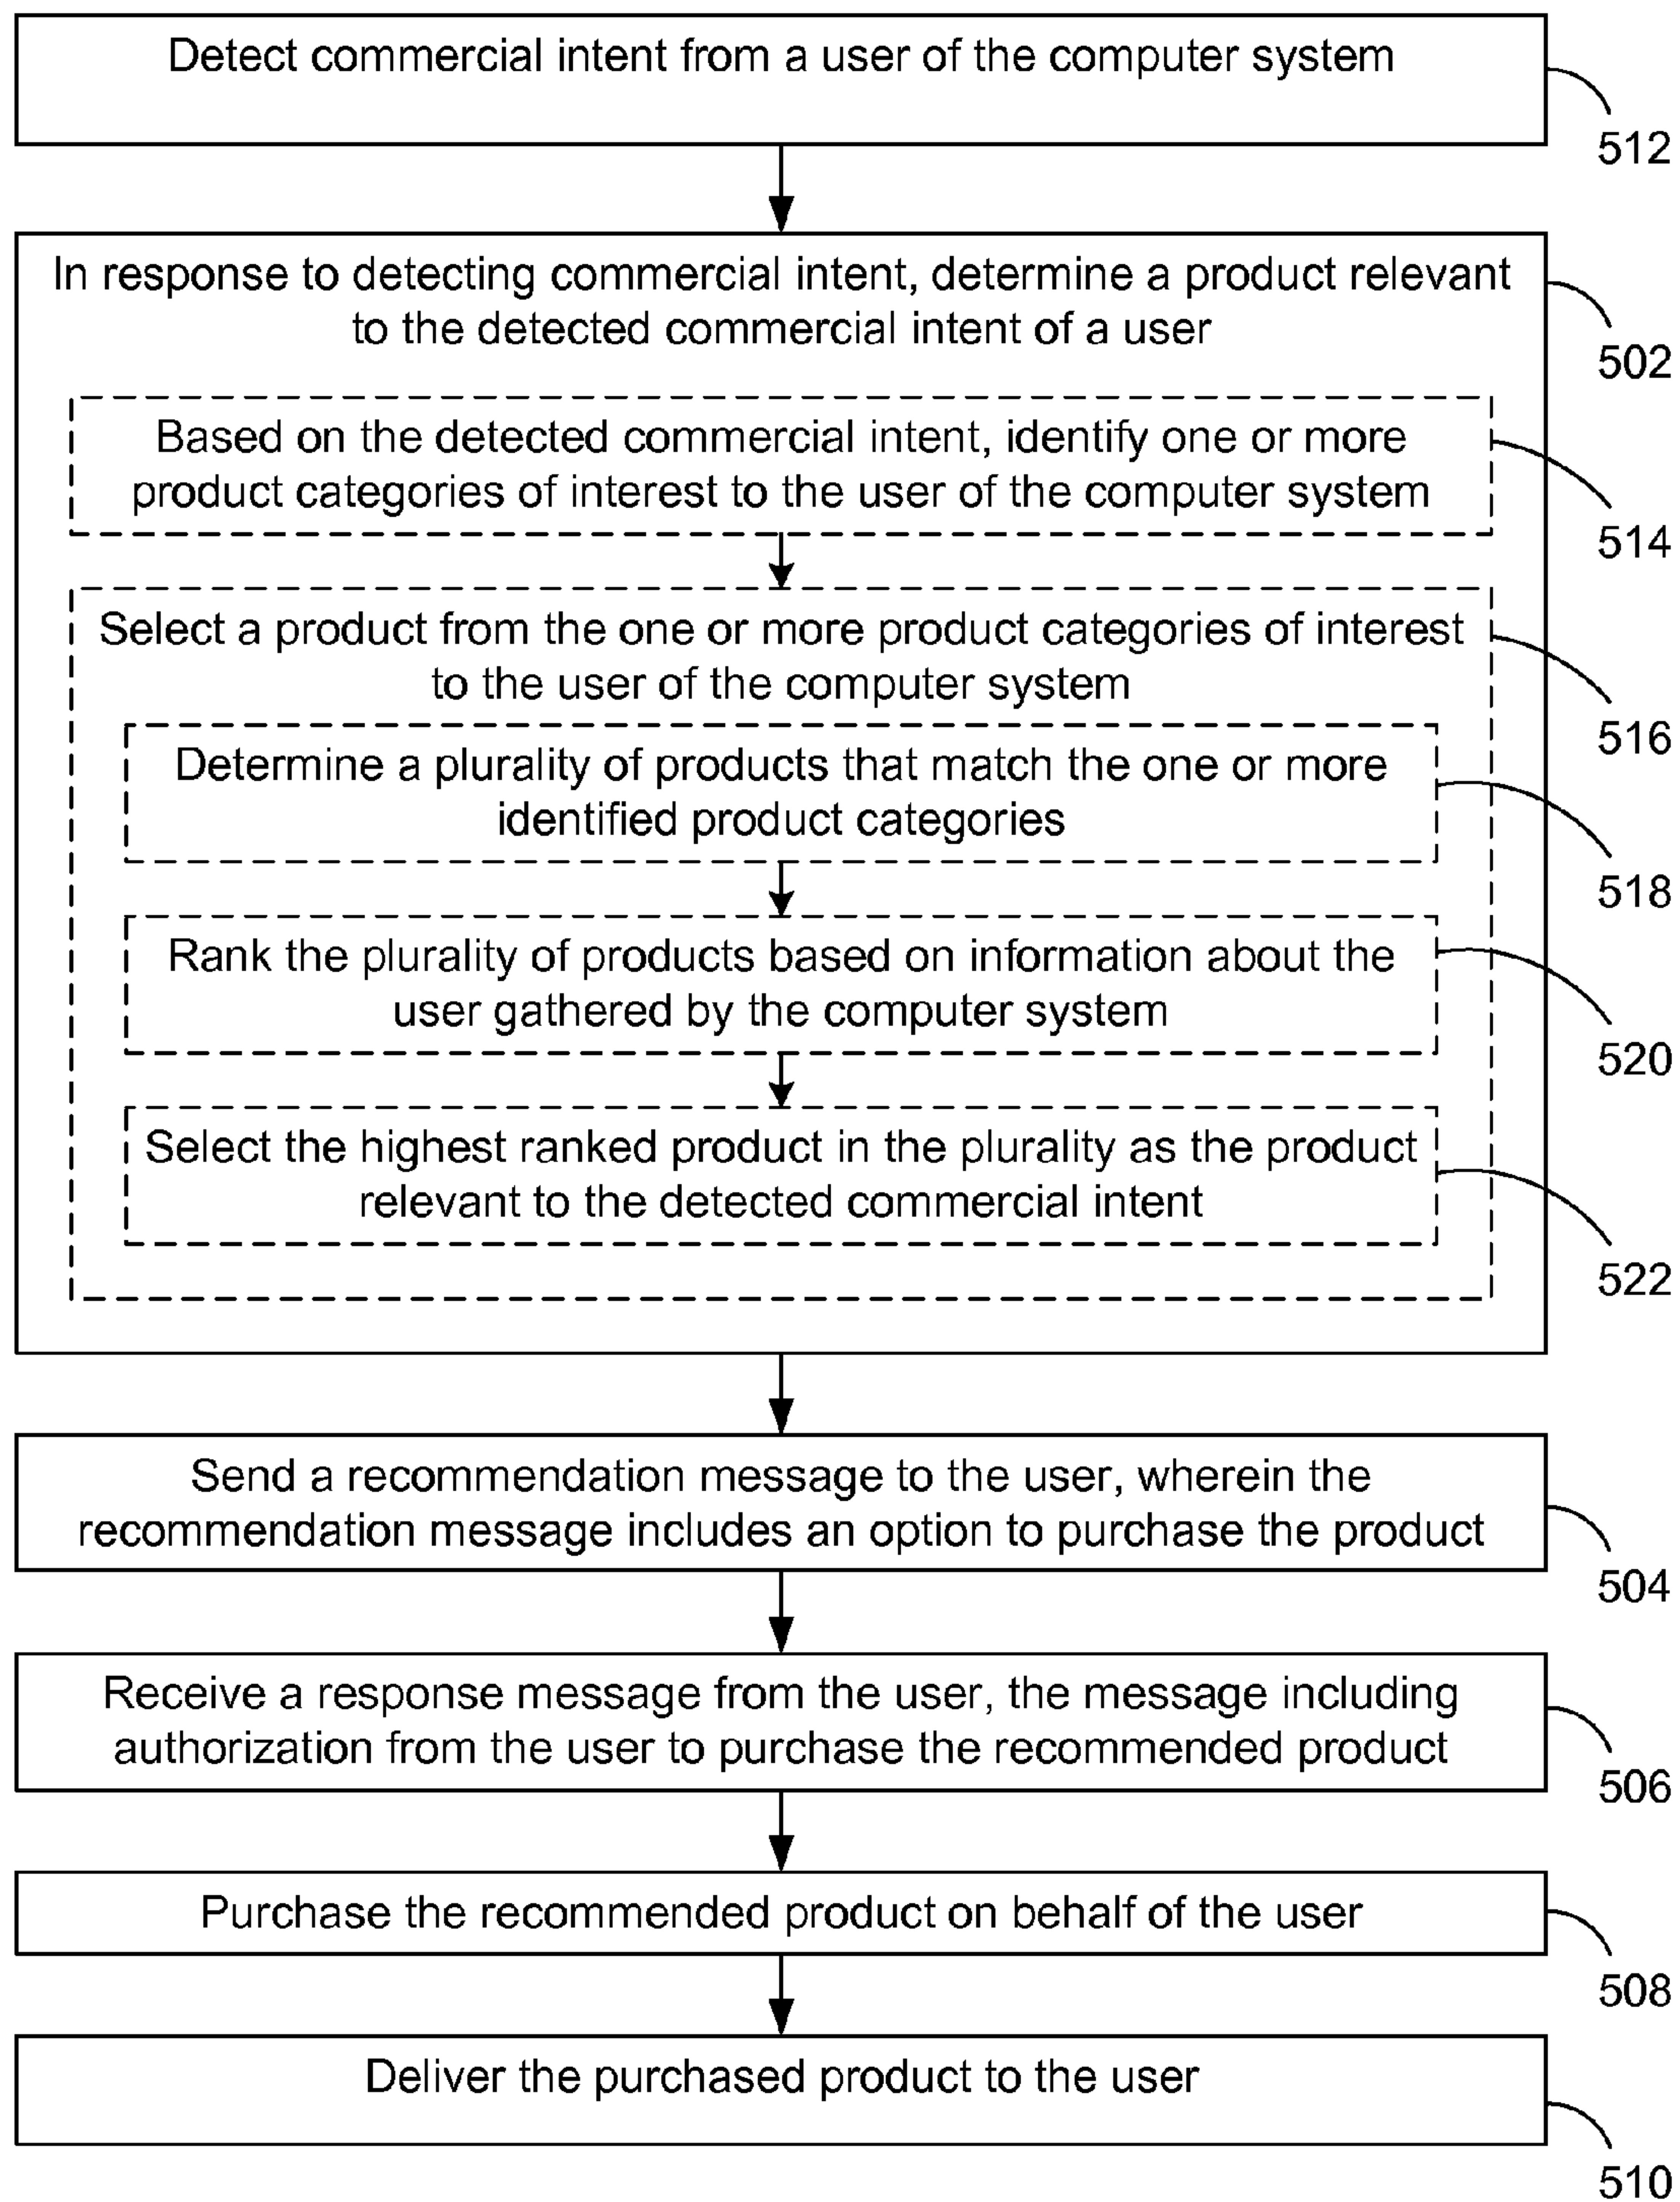 Detect commercial intent from a user of the computer system
512
In response to detecting commercial intent, determine a product relevant
to the detected commercial intent of a user
502
Based on the detected commercial intent, identify one or more
product categories of interest to the user of the computer system
514
Select a product from the one or more product categories of interest
to the user of the computer system
516
Determine a plurality of products that match the one or more
identified product categories
518
Rank the plurality of products based on information about the
user gathered by the computer system
520
Select the highest ranked product in the plurality as the product
relevant to the detected commercial intent
522
Send a recommendation message to the user, wherein the
recommendation message includes an option to purchase the product
504
Receive a response message from the user, the message including
authorization from the user to purchase the recommended product
506
Purchase the recommended product on behalf of the user
508
Deliver the purchased product to the user
510